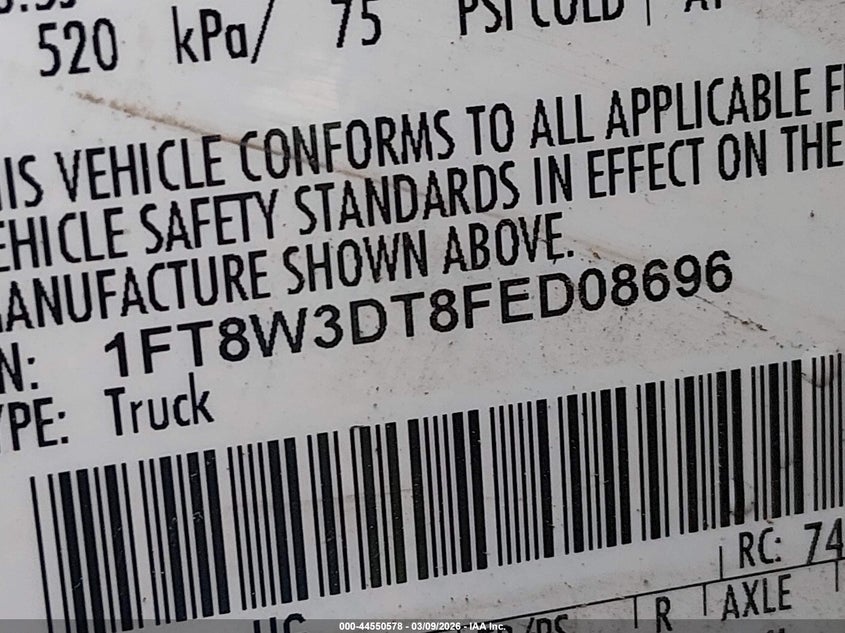 520 kPa/ 75 PSI COLD
IS VEHICLE CONFORMS TO ALL APPLICABLE F
EHICLE SAFETY STANDARDS IN EFFECT ON THE
ANUFACTURE SHOWN ABOVE.
N: 1FT8W3DT8FED08696
YPE: Truck
RC: 74
R AXLE
000-44550578 - 03/09/2026 - IAA Inc.